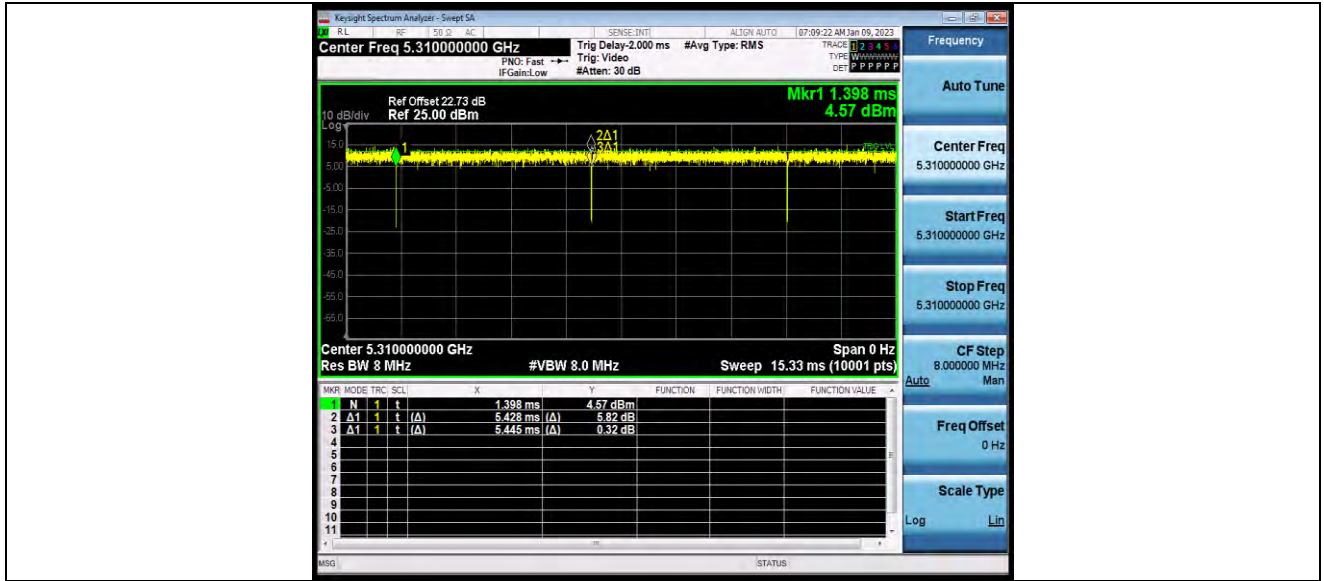 Keysight Spectrum Analyzer - Swept SA
RL RF 50 Ω AC SENSE:INT ALIGN AUTO 07:09:22 AM Jan 09, 2023
Center Freq 5.310000000 GHz
PNO: Fast
IFGain:Low
Trig Delay-2.000 ms
Trig: Video
#Atten: 30 dB
#Avg Type: RMS
TRACE 1 2 3 4 5 6
TYPE WWWWWW
DET P P P P P P
Mkr1 1.398 ms
4.57 dBm
Ref Offset 22.73 dB
10 dB/div Ref 25.00 dBm
Log
15.0
5.00
-5.00
-15.0
-25.0
-35.0
-45.0
-55.0
-65.0
1
2Δ1
3Δ1
Center 5.310000000 GHz Span 0 Hz
Res BW 8 MHz #VBW 8.0 MHz Sweep 15.33 ms (10001 pts)
MKR MODE TRC SCL X Y FUNCTION FUNCTION WIDTH FUNCTION VALUE
1 N 1 t 1.398 ms 4.57 dBm
2 Δ1 1 t (Δ) 5.428 ms (Δ) 5.82 dB
3 Δ1 1 t (Δ) 5.445 ms (Δ) 0.32 dB
4
5
6
7
8
9
10
11
MSG STATUS
Frequency
Auto Tune
Center Freq
5.310000000 GHz
Start Freq
5.310000000 GHz
Stop Freq
5.310000000 GHz
CF Step
8.000000 MHz
Auto Man
Freq Offset
0 Hz
Scale Type
Log Lin